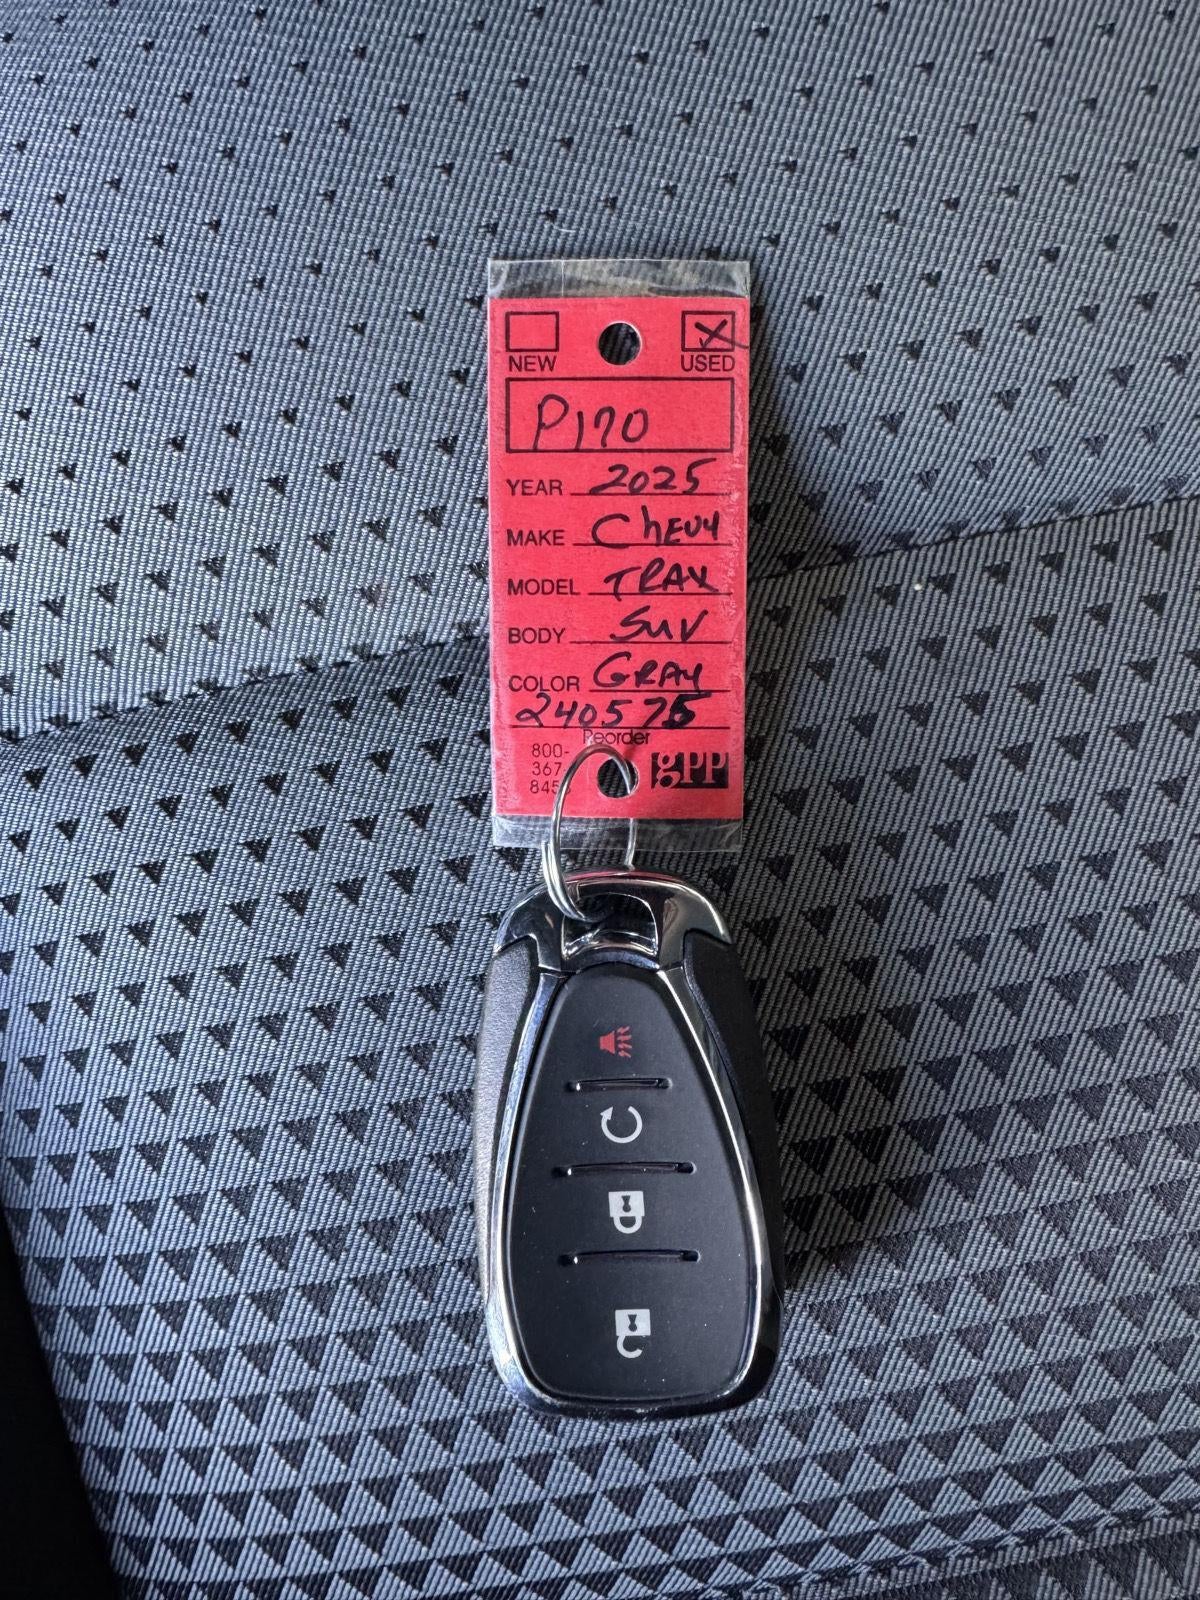 NEW USED
P170
YEAR 2025
MAKE CHEVY
MODEL TRAX
BODY SUV
COLOR GRAY
240575
Reorder
800-
367
845
gpp